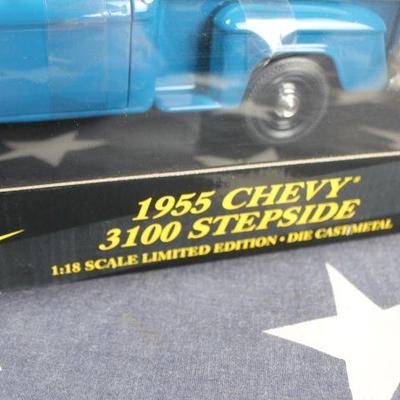 1955 CHEVY®
3100 STEPSIDE
1:18 SCALE LIMITED EDITION • DIE CAST METAL